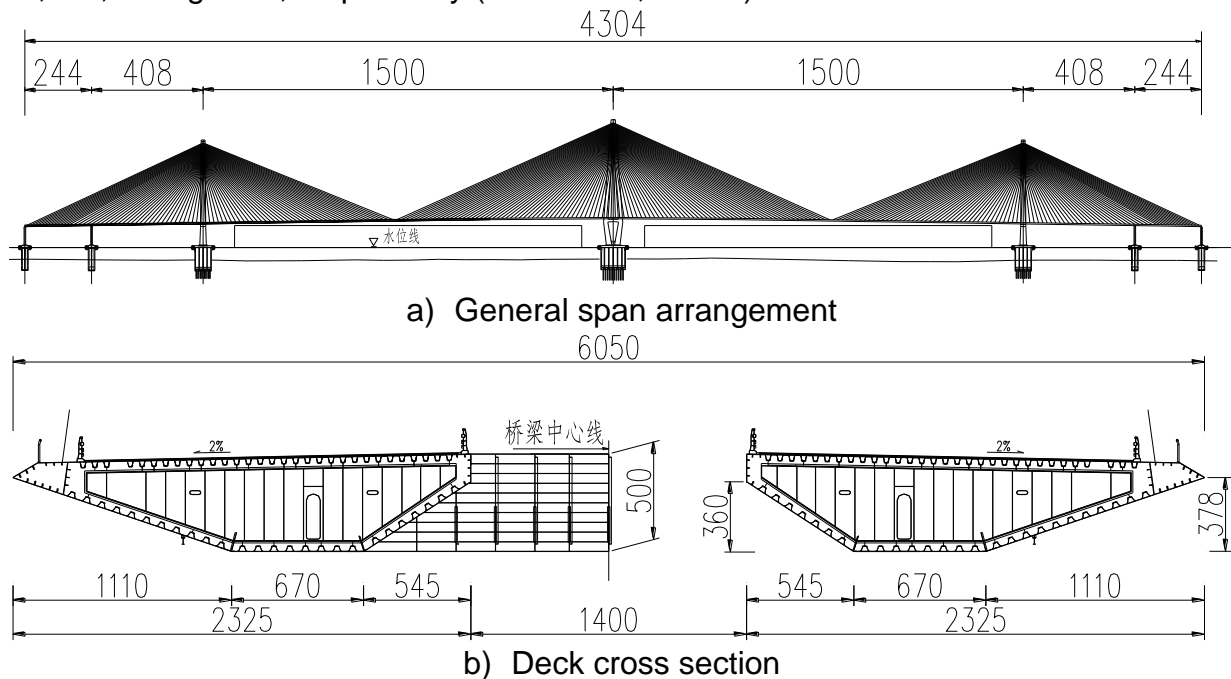 4304
244 408 1500 1500 408 244
水位线
a) General span arrangement
6050
桥梁中心线
2% 2%
500
360
378
1110 670 545 545 670 1110
2325 1400 2325
b) Deck cross section